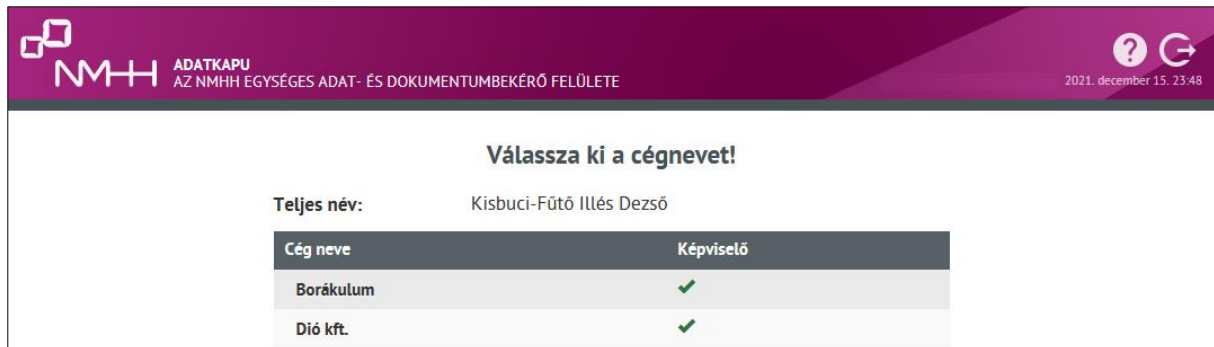 NMHH
ADATKAPU
AZ NMHH EGYSÉGES ADAT- ÉS DOKUMENTUMBEKÉRŐ FELÜLETE
?
2021. december 15. 23:48
Válassza ki a cégnevet!
Teljes név: Kisbuci-Fűtő Illés Dezső
Cég neve Képviselő
Borákulum ✔
Dió kft. ✔